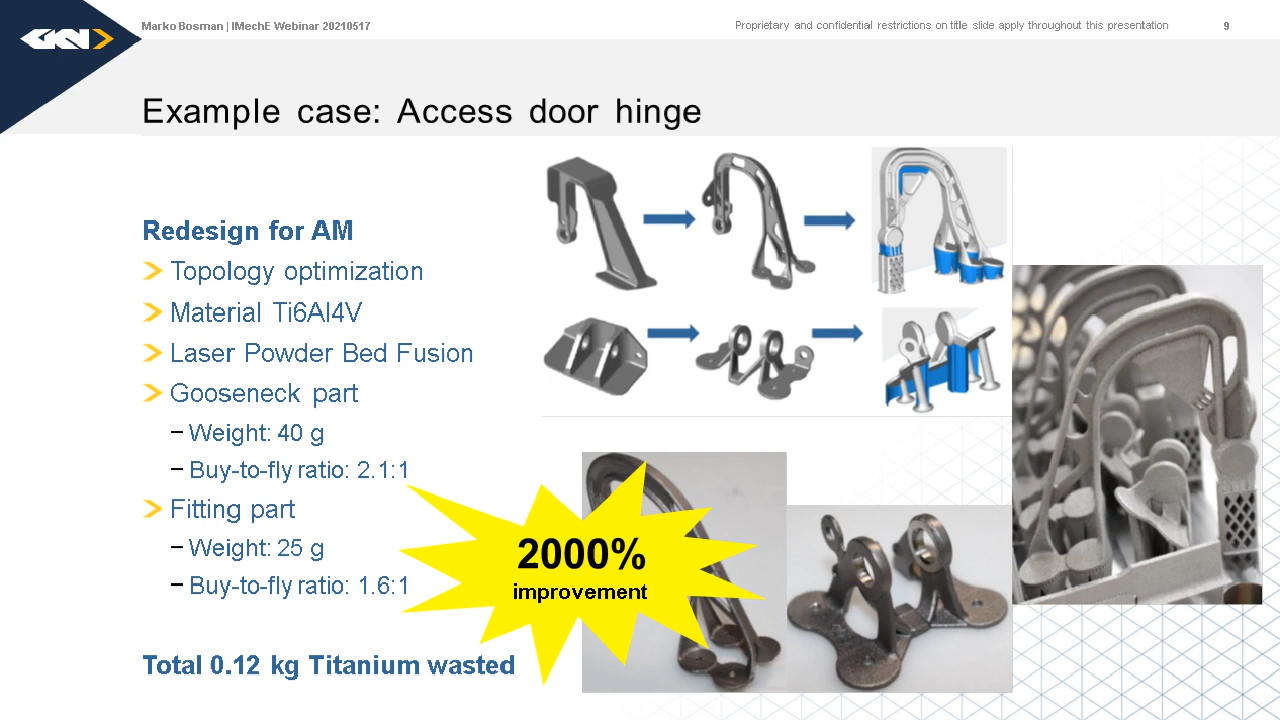 GKN
Marko Bosman | IMechE Webinar 20210517
Proprietary and confidential restrictions on title slide apply throughout this presentation
9
Example case: Access door hinge
Redesign for AM
Topology optimization
Material Ti6Al4V
Laser Powder Bed Fusion
Gooseneck part
− Weight: 40 g
− Buy-to-fly ratio: 2.1:1
Fitting part
− Weight: 25 g
− Buy-to-fly ratio: 1.6:1
Total 0.12 kg Titanium wasted
2000%
improvement